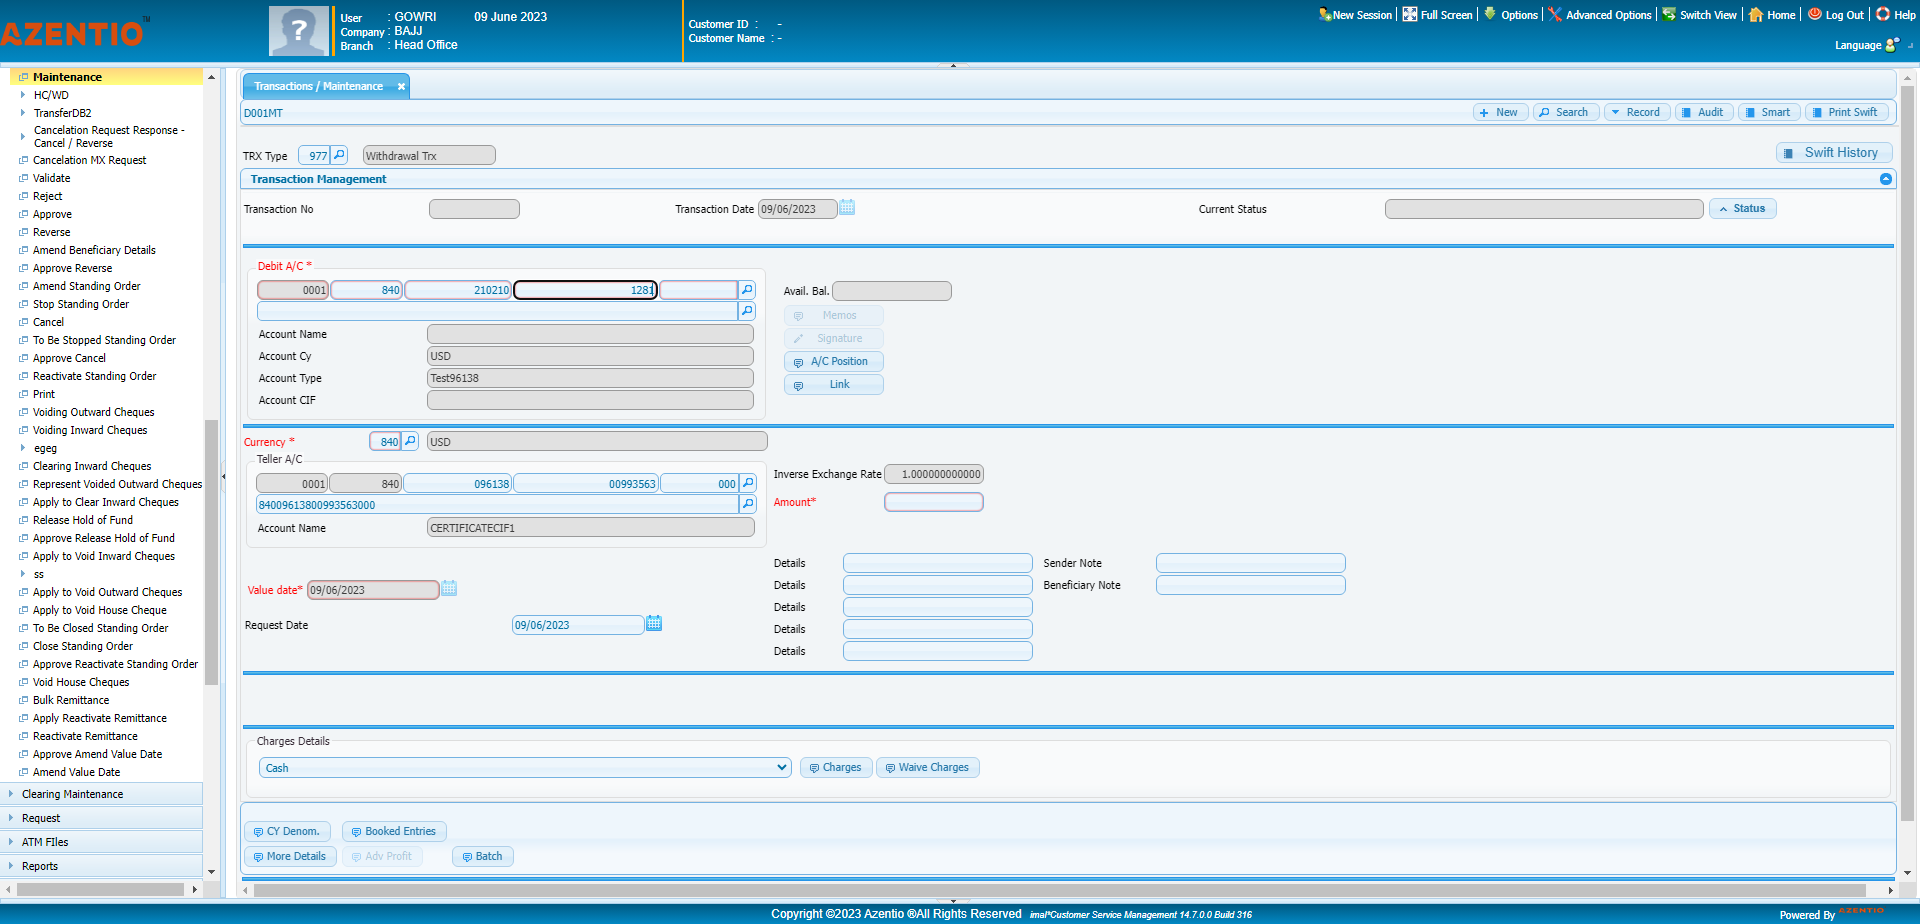 AZENTIO™
User : GOWRI 09 June 2023
Company : BAJJ
Branch : Head Office
Customer ID : -
Customer Name : -
New Session Full Screen Options Advanced Options Switch View Home Log Out Help
Language
Maintenance
HC/WD
TransferDB2
Cancelation Request Response -
Cancel / Reverse
Cancelation MX Request
Validate
Reject
Approve
Reverse
Amend Beneficiary Details
Approve Reverse
Amend Standing Order
Stop Standing Order
Cancel
To Be Stopped Standing Order
Approve Cancel
Reactivate Standing Order
Print
Voiding Outward Cheques
Voiding Inward Cheques
egeg
Clearing Inward Cheques
Represent Voided Outward Cheques
Apply to Clear Inward Cheques
Release Hold of Fund
Approve Release Hold of Fund
Apply to Void Inward Cheques
ss
Apply to Void Outward Cheques
Apply to Void House Cheque
To Be Closed Standing Order
Close Standing Order
Approve Reactivate Standing Order
Void House Cheques
Bulk Remittance
Apply Reactivate Remittance
Reactivate Remittance
Approve Amend Value Date
Amend Value Date
Clearing Maintenance
Request
ATM FIles
Reports
Transactions / Maintenance
D001MT
New Search Record Audit Smart Print Swift
TRX Type 977 Withdrawal Trx
Swift History
Transaction Management
Transaction No Transaction Date 09/06/2023 Current Status Status
Debit A/C *
0001 840 210210 1281
Account Name
Account Cy USD
Account Type Test96138
Account CIF
Avail. Bal.
Memos
Signature
A/C Position
Link
Currency * 840 USD
Teller A/C
0001 840 096138 00993563 000
84009613800993563000
Account Name CERTIFICATECIF1
Inverse Exchange Rate 1.000000000000
Amount*
Value date* 09/06/2023
Request Date 09/06/2023
Details Sender Note
Details Beneficiary Note
Details
Details
Details
Charges Details
Cash Charges Waive Charges
CY Denom. Booked Entries
More Details Adv Profit Batch
Copyright ©2023 Azentio ®All Rights Reserved imal*Customer Service Management 14.7.0.0 Build 316
Powered By AZENTIO